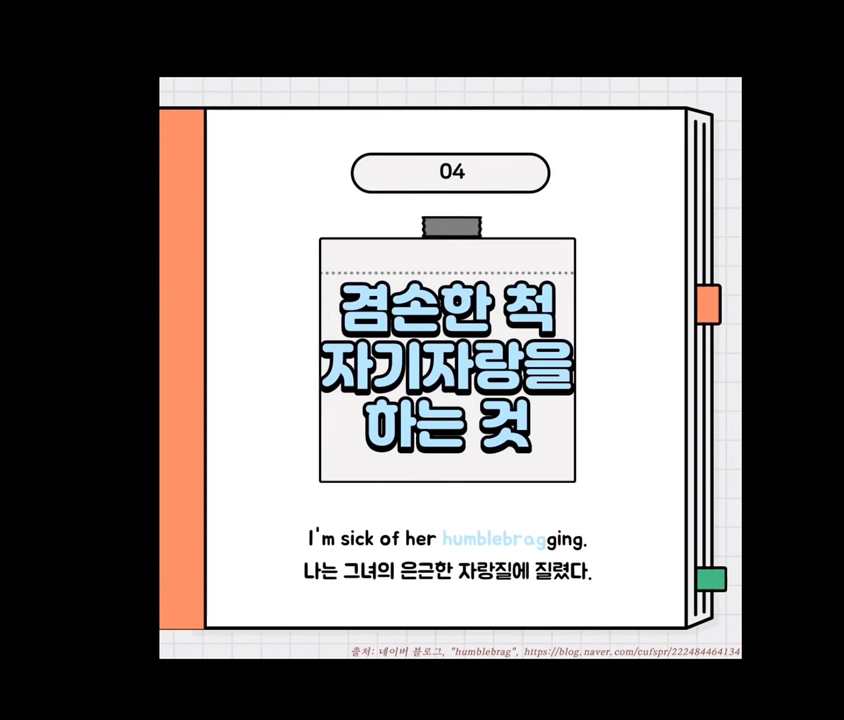 04
겸손한 척
자기자랑을
하는 것
I'm sick of her humblebragging.
나는 그녀의 은근한 자랑질에 질렸다.
출처: 네이버 블로그, "humblebrag", https://blog.naver.com/cufspr/222484464134